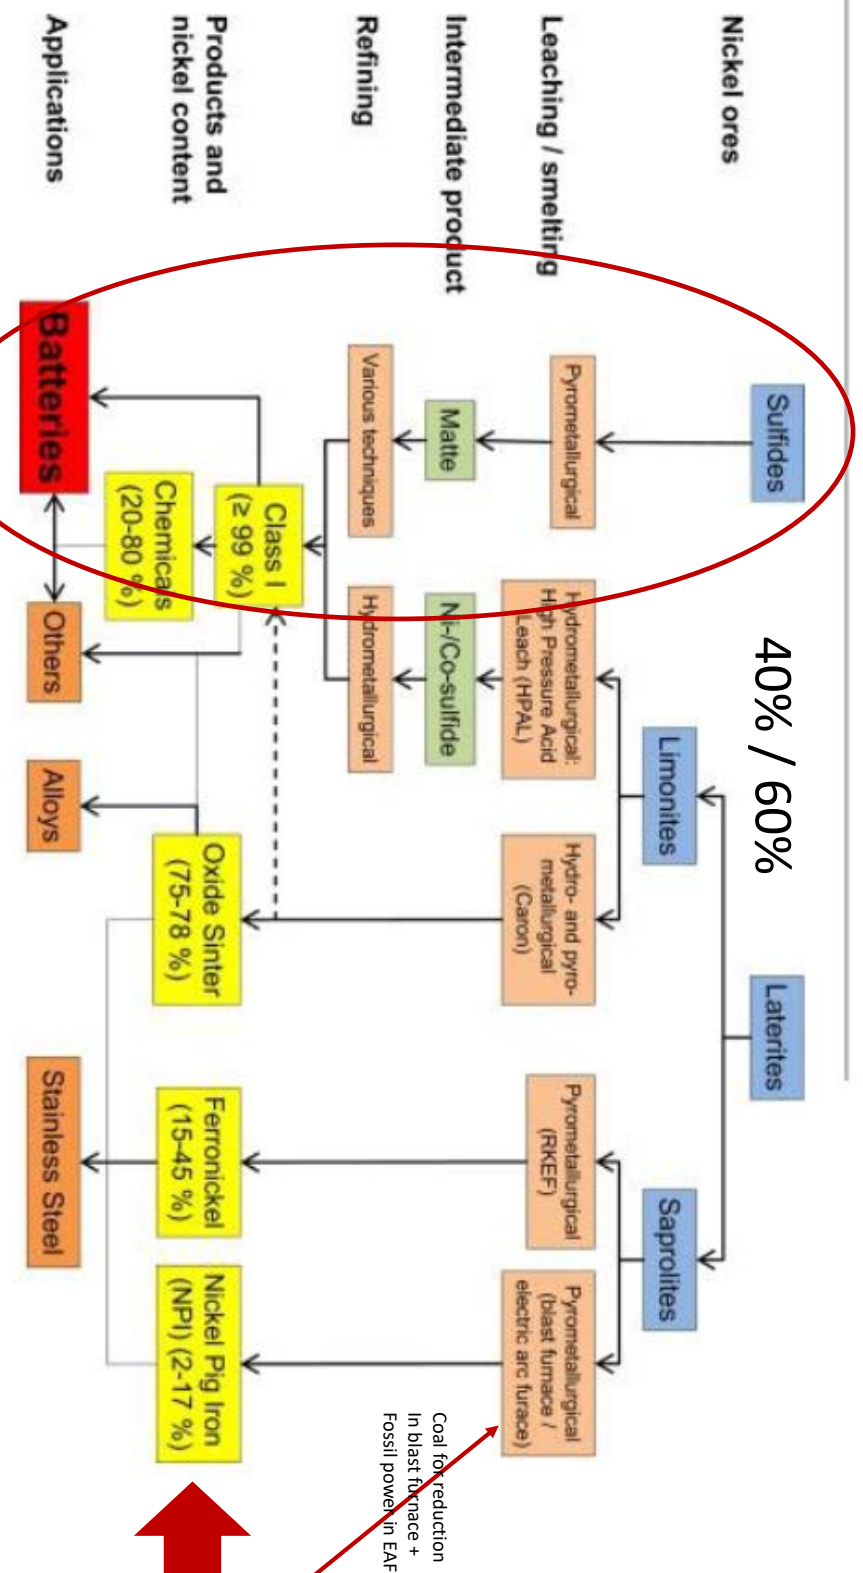 Nickel ores
Sulfides
40% / 60%
Laterites
Limonites
Saprolites
Leaching / smelting
Pyrometallurgical
Hydrometallurgical:
High Pressure Acid
Leach (HPAL)
Hydro- and pyro-
metallurgical
(Caron)
Pyrometallurgical
(RKEF)
Pyrometallurgical
(blast furnace /
electric arc furace)
Intermediate product
Matte
Ni-/Co-sulfide
Coal for reduction
In blast furnace +
Fossil power in EAF
Refining
Various techniques
Hydrometallurgical
Products and
nickel content
Class I
(≥ 99 %)
Chemicals
(20-80 %)
Oxide Sinter
(75-78 %)
Ferronickel
(15-45 %)
Nickel Pig Iron
(NPI) (2-17 %)
Applications
Batteries
Others
Alloys
Stainless Steel